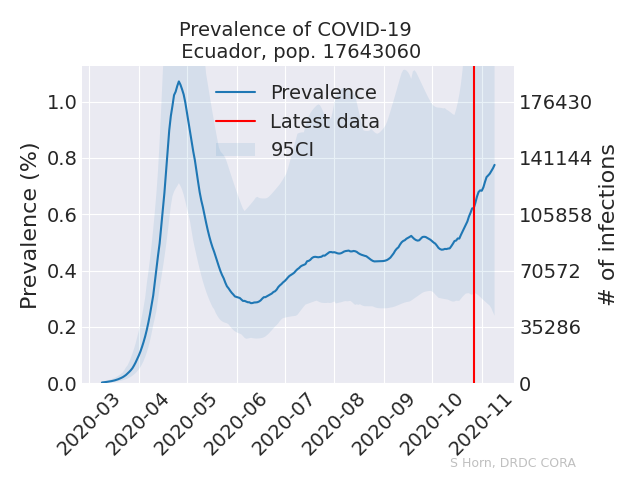 Prevalence of COVID-19
Ecuador, pop. 17643060
Prevalence
Latest data
95CI
Prevalence (%)
1.0
0.8
0.6
0.4
0.2
0.0
176430
141144
105858
70572
35286
0
# of infections
2020-03
2020-04
2020-05
2020-06
2020-07
2020-08
2020-09
2020-10
2020-11
S Horn, DRDC CORA